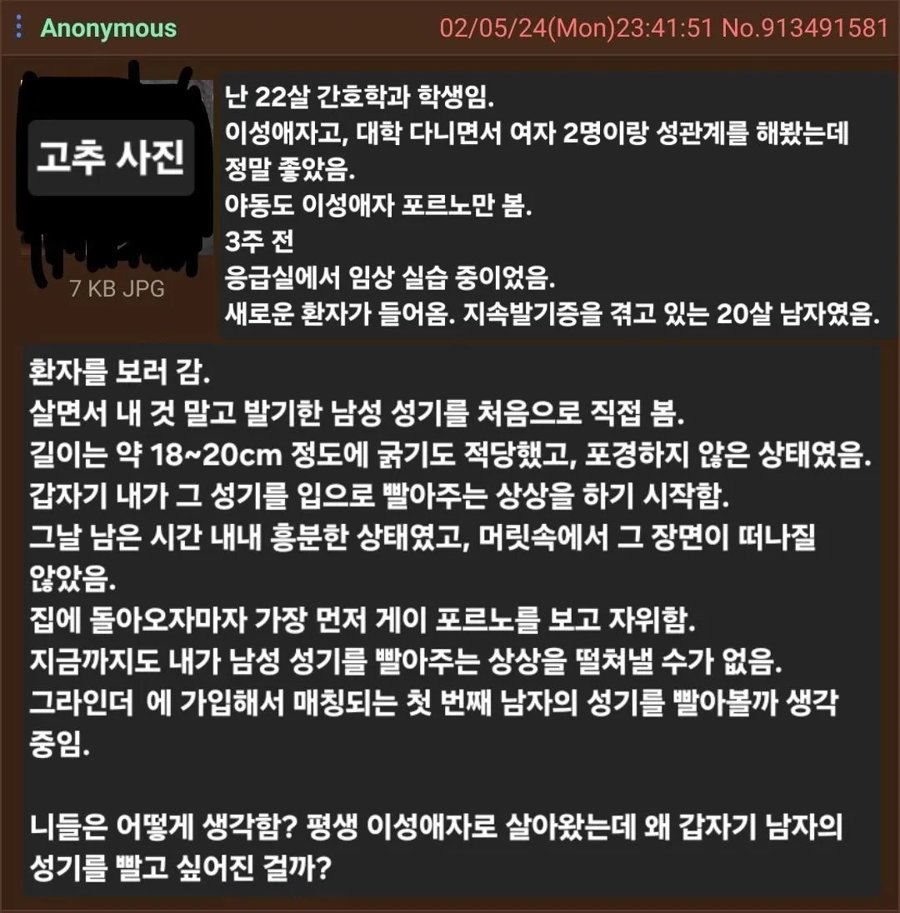 Anonymous
02/05/24(Mon)23:41:51 No.913491581
고추 사진
7 KB JPG
난 22살 간호학과 학생임.
이성애자고, 대학 다니면서 여자 2명이랑 성관계를 해봤는데
정말 좋았음.
야동도 이성애자 포르노만 봄.
3주 전
응급실에서 임상 실습 중이었음.
새로운 환자가 들어옴. 지속발기증을 겪고 있는 20살 남자였음.
환자를 보러 감.
살면서 내 것 말고 발기한 남성 성기를 처음으로 직접 봄.
길이는 약 18~20cm 정도에 굵기도 적당했고, 포경하지 않은 상태였음.
갑자기 내가 그 성기를 입으로 빨아주는 상상을 하기 시작함.
그날 남은 시간 내내 흥분한 상태였고, 머릿속에서 그 장면이 떠나질
않았음.
집에 돌아오자마자 가장 먼저 게이 포르노를 보고 자위함.
지금까지도 내가 남성 성기를 빨아주는 상상을 떨쳐낼 수가 없음.
그라인더 에 가입해서 매칭되는 첫 번째 남자의 성기를 빨아볼까 생각
중임.
니들은 어떻게 생각함? 평생 이성애자로 살아왔는데 왜 갑자기 남자의
성기를 빨고 싶어진 걸까?